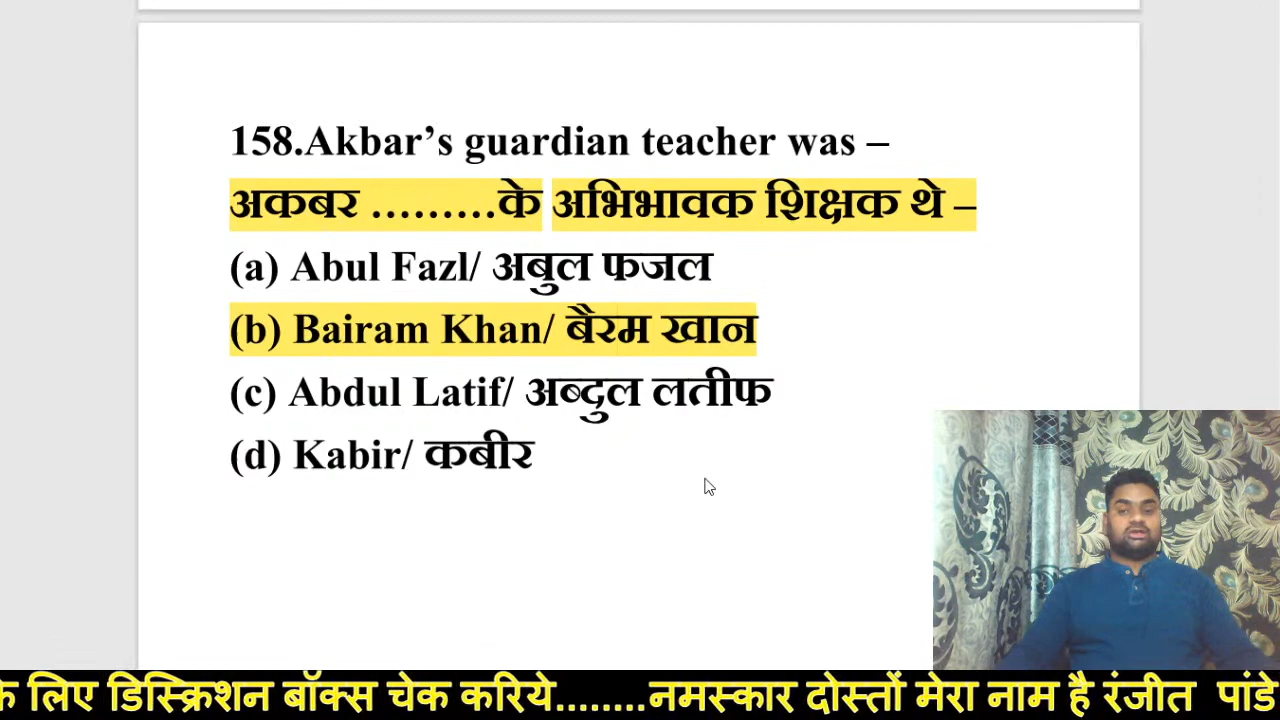 158.Akbar’s guardian teacher was –
अकबर ………के अभिभावक शिक्षक थे –
(a) Abul Fazl/ अबुल फजल
(b) Bairam Khan/ बैरम खान
(c) Abdul Latif/ अब्दुल लतीफ
(d) Kabir/ कबीर
के लिए डिस्क्रिशन बॉक्स चेक करिये........नमस्कार दोस्तों मेरा नाम है रंजीत पांडे